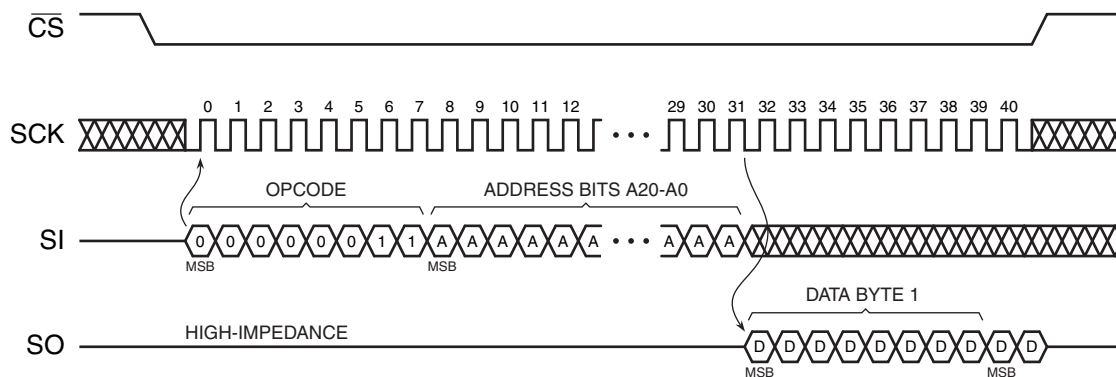 CS
0 1 2 3 4 5 6 7 8 9 10 11 12 29 30 31 32 33 34 35 36 37 38 39 40
SCK
OPCODE ADDRESS BITS A20-A0
SI 0 0 0 0 0 0 1 1 A A A A A A A A A
MSB MSB
DATA BYTE 1
HIGH-IMPEDANCE
SO D D D D D D D D D D
MSB MSB